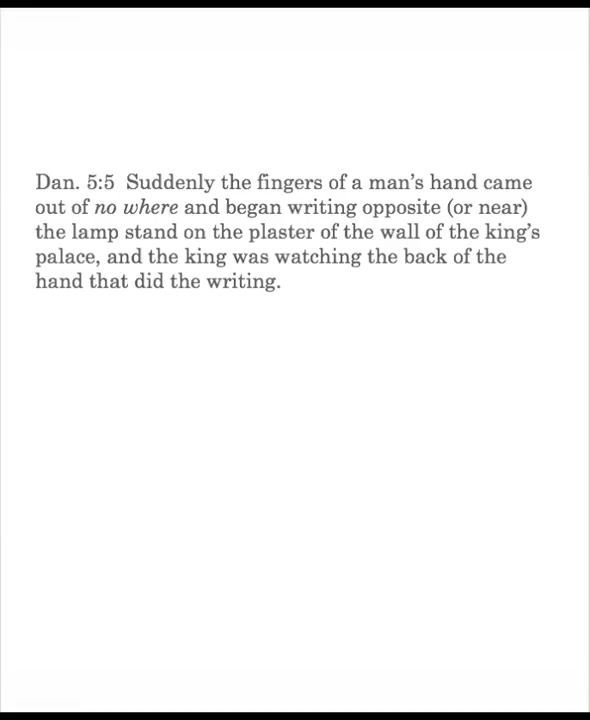 Dan. 5:5  Suddenly the fingers of a man’s hand came
out of no where and began writing opposite (or near)
the lamp stand on the plaster of the wall of the king’s
palace, and the king was watching the back of the
hand that did the writing.